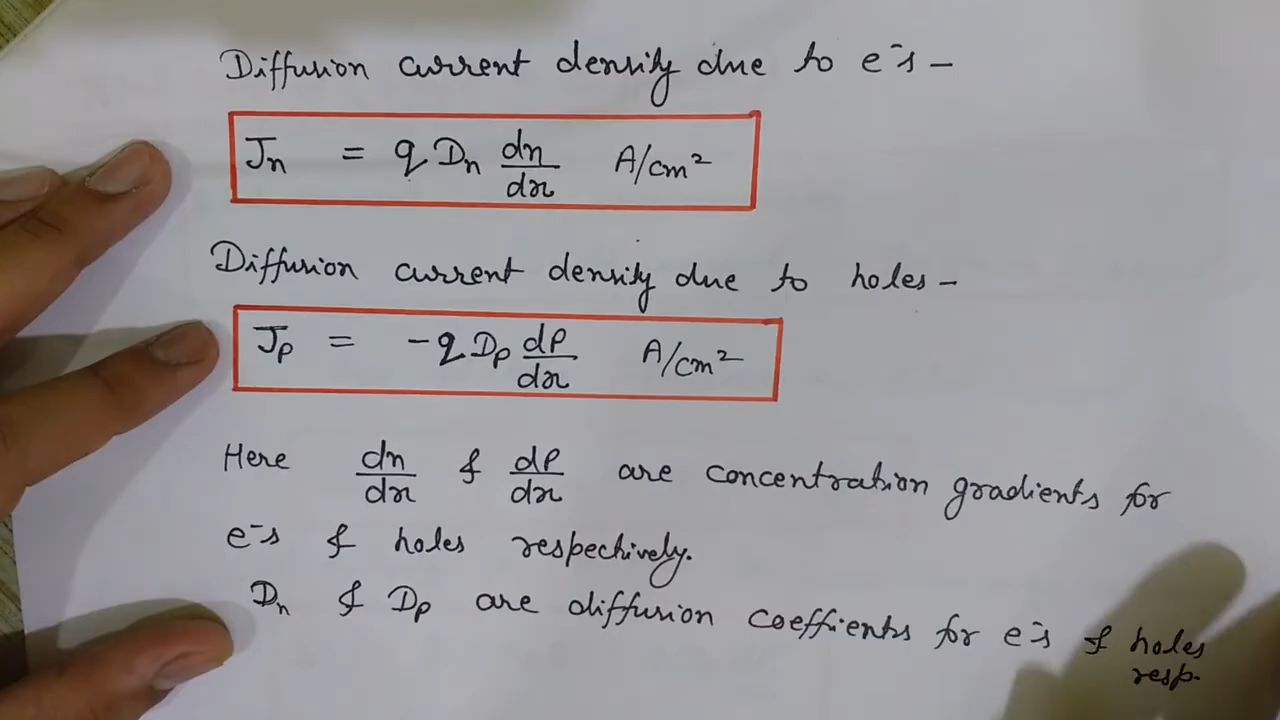 Diffusion current density due to e⁻s –
Jn = q Dn dn/dx A/cm²
Diffusion current density due to holes –
Jp = -q Dp dp/dx A/cm²
Here dn/dx & dp/dx are concentration gradients for
e⁻s & holes respectively.
Dn & Dp are diffusion coeffients for e⁻s & holes
resp.